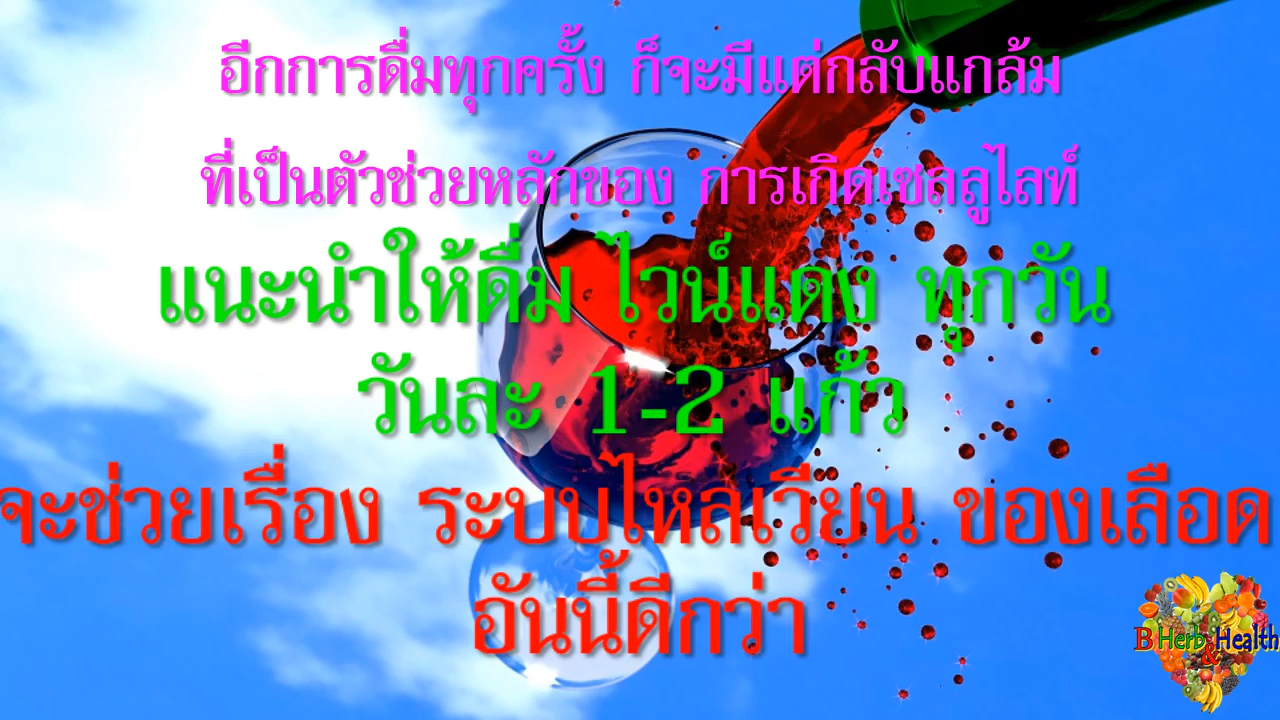 อีกการดื่มทุกครั้ง ก็จะมีแต่กลับแกล้ม
ที่เป็นตัวช่วยหลักของ การเกิดเซลลูไลท์
แนะนำให้ดื่ม ไวน์แดง ทุกวัน
วันละ 1-2 แก้ว
จะช่วยเรื่อง ระบบไหลเวียน ของเลือด
อันนี้ดีกว่า
B Herb & Health